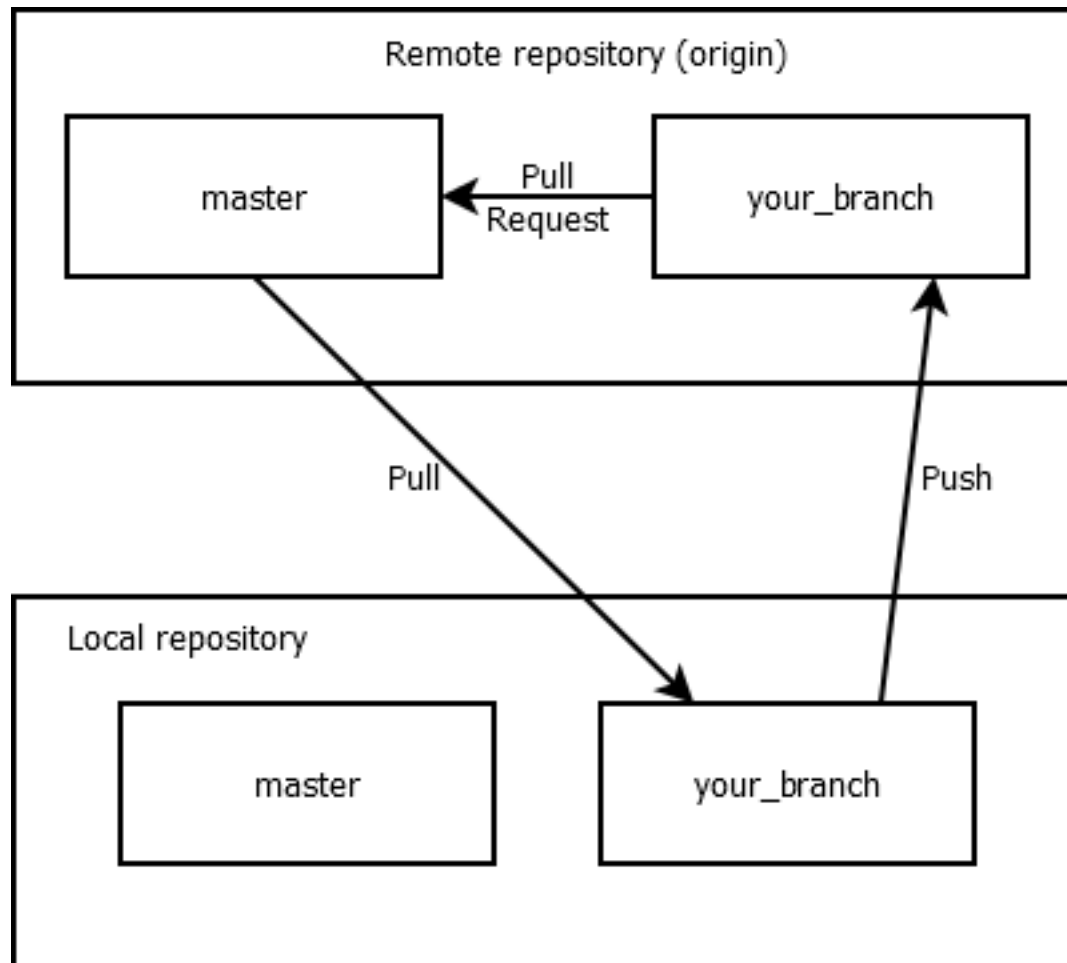 Remote repository (origin)
master
Pull
Request
your_branch
Pull
Push
Local repository
master
your_branch